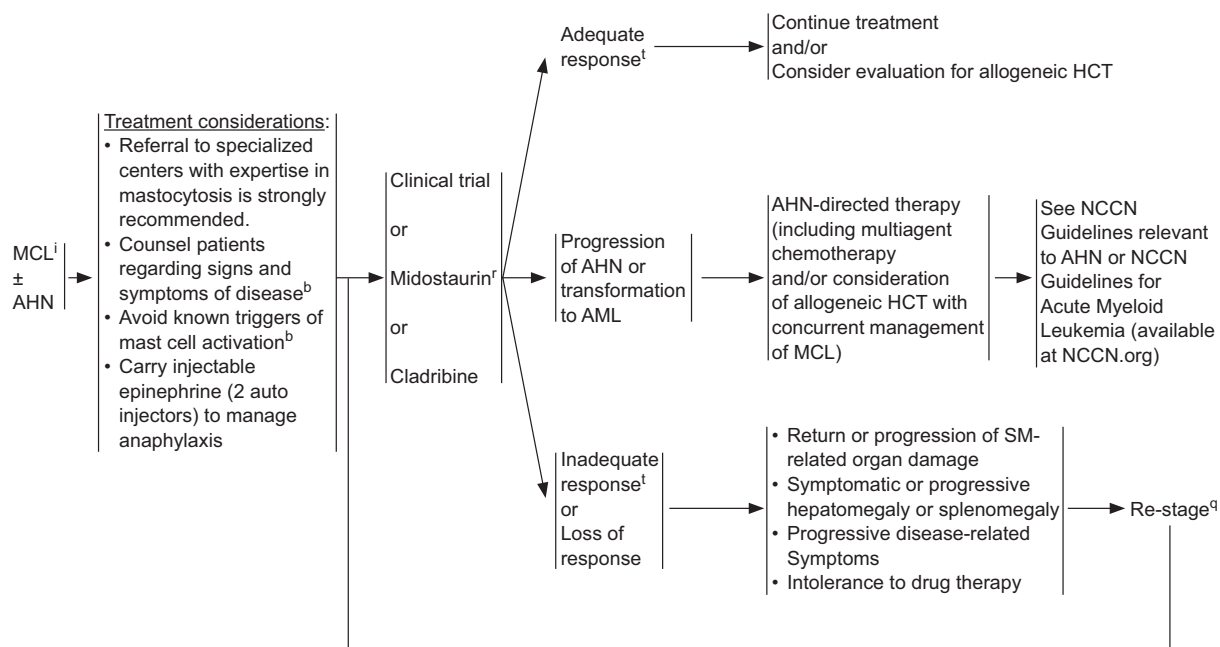 MCLⁱ
±
AHN
Treatment considerations:
• Referral to specialized
centers with expertise in
mastocytosis is strongly
recommended.
• Counsel patients
regarding signs and
symptoms of diseaseᵇ
• Avoid known triggers of
mast cell activationᵇ
• Carry injectable
epinephrine (2 auto
injectors) to manage
anaphylaxis
Clinical trial
or
Midostaurinʳ
or
Cladribine
Adequate
responseᵗ
Continue treatment
and/or
Consider evaluation for allogeneic HCT
Progression
of AHN or
transformation
to AML
AHN-directed therapy
(including multiagent
chemotherapy
and/or consideration
of allogeneic HCT with
concurrent management
of MCL)
See NCCN
Guidelines relevant
to AHN or NCCN
Guidelines for
Acute Myeloid
Leukemia (available
at NCCN.org)
Inadequate
responseᵗ
or
Loss of
response
• Return or progression of SM-
related organ damage
• Symptomatic or progressive
hepatomegaly or splenomegaly
• Progressive disease-related
Symptoms
• Intolerance to drug therapy
Re-stage^q